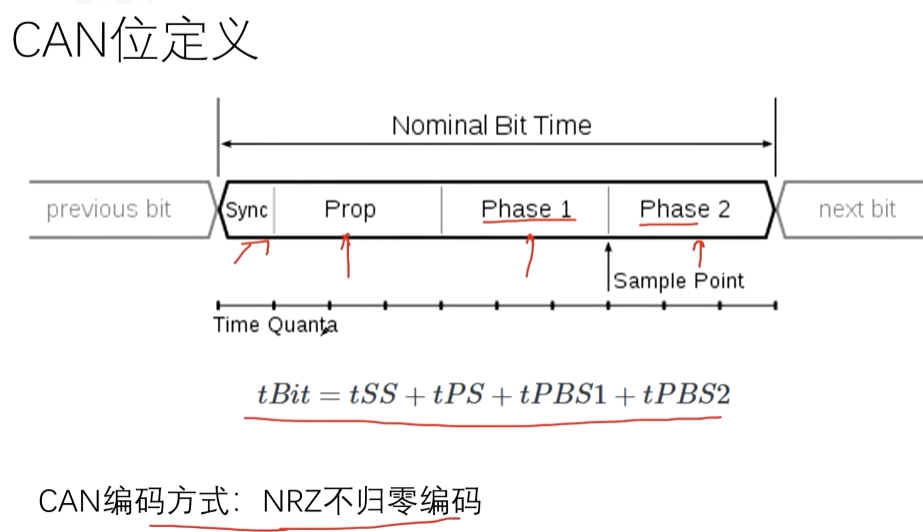 CAN位定义
Nominal Bit Time
previous bit Sync Prop Phase 1 Phase 2 next bit
Sample Point
Time Quanta
tBit = tSS + tPS + tPBS1 + tPBS2
CAN编码方式：NRZ不归零编码